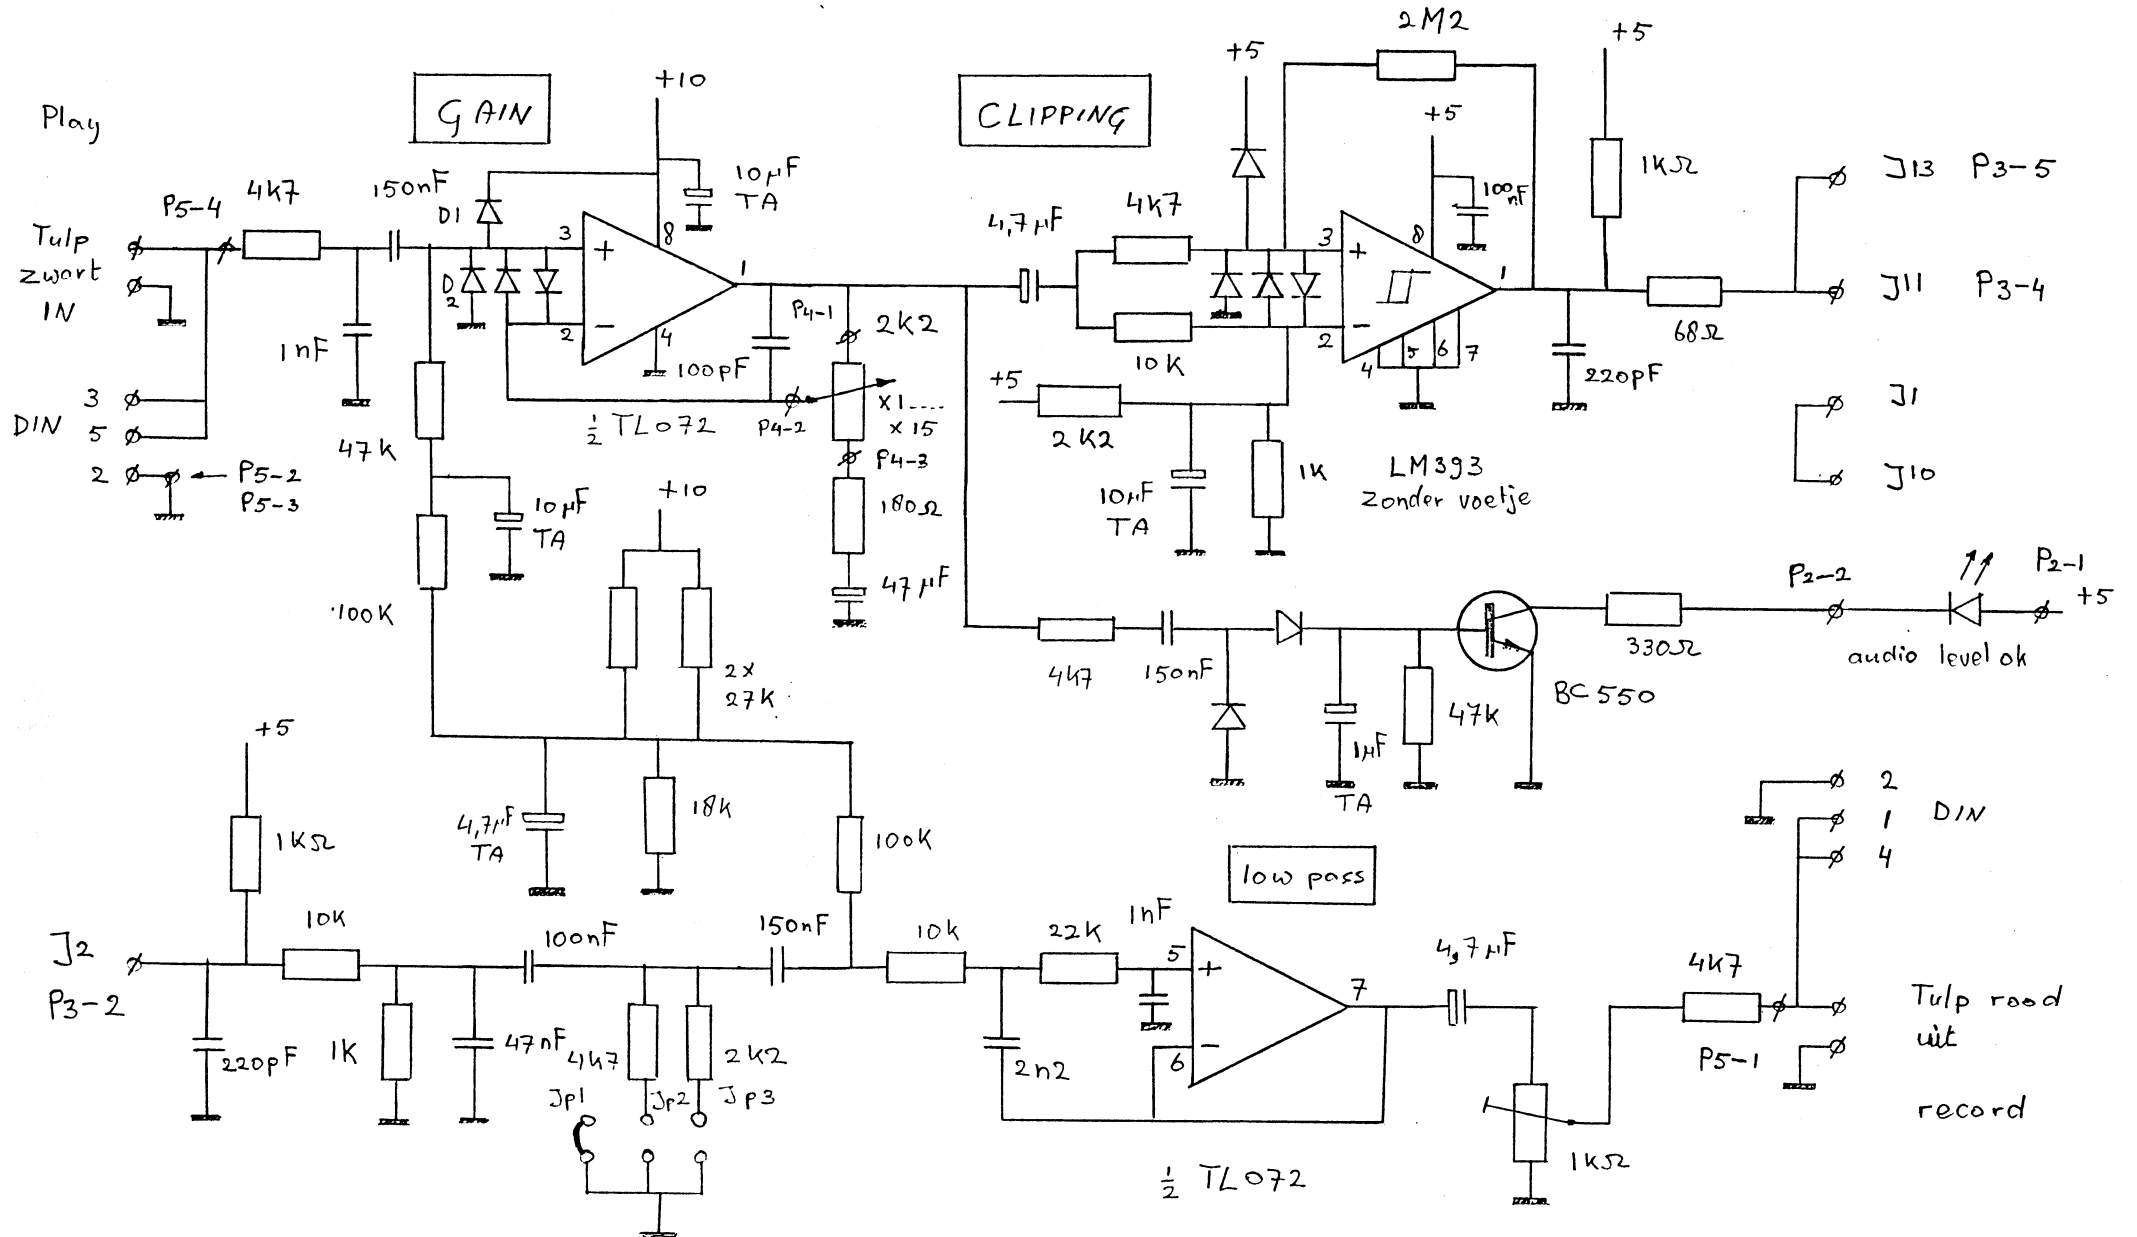 Play
GAIN
+10
CLIPPING
+5
2M2
+5
+5
P5-4
4K7
150nF
D1
10µF
TA
4,7µF
4K7
100
nF
1KΩ
J13 P3-5
Tulp
zwart
IN
3
+
8
1
D
2
2
-
4
1nF
100pF
P4-1
2K2
10K
3
+
8
1
2
-
4
5
6
7
68Ω
220pF
J11 P3-4
DIN
3
5
2
P5-2
P5-3
47K
1/2 TL072
P4-2
x1....
x15
P4-3
180Ω
47µF
+5
2K2
10µF
TA
1K
LM393
zonder voetje
J1
J10
10µF
TA
100K
+10
2x
27K
4K7
150nF
1µF
TA
47K
BC550
330Ω
P2-2
P2-1
+5
audio level ok
+5
1KΩ
4,7µF
TA
18K
100K
low pass
2
1
4
DIN
J2
P3-2
10K
220pF
1K
47nF
100nF
4K7
2K2
Jp1
Jp2
Jp3
150nF
10K
22K
1nF
2n2
5
+
6
-
7
1/2 TL072
4,7µF
1KΩ
4K7
P5-1
Tulp rood
uit
record